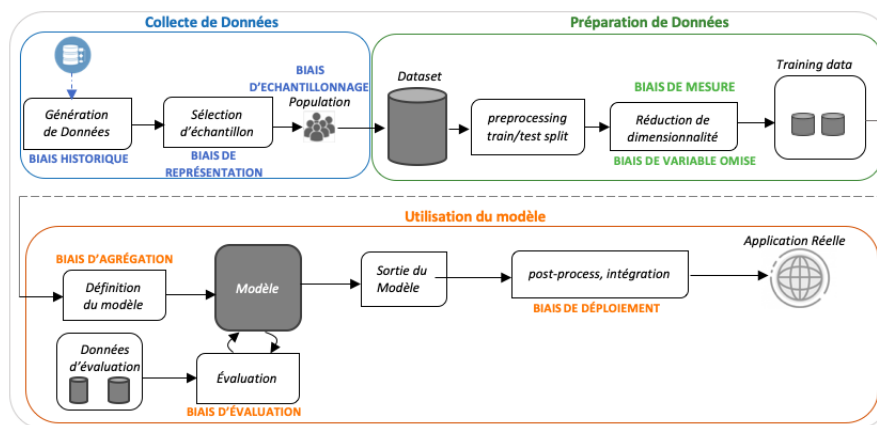 Collecte de Données
Génération
de Données
BIAIS HISTORIQUE
Sélection
d'échantillon
BIAIS DE
REPRÉSENTATION
BIAIS
D'ECHANTILLONNAGE
Population
Préparation de Données
Dataset
preprocessing
train/test split
BIAIS DE MESURE
Réduction de
dimensionnalité
BIAIS DE VARIABLE OMISE
Training data
Utilisation du modèle
BIAIS D'AGRÉGATION
Définition
du modèle
Modèle
Sortie du
Modèle
post-process, intégration
BIAIS DE DÉPLOIEMENT
Application Réelle
Données
d'évaluation
Évaluation
BIAIS D'ÉVALUATION